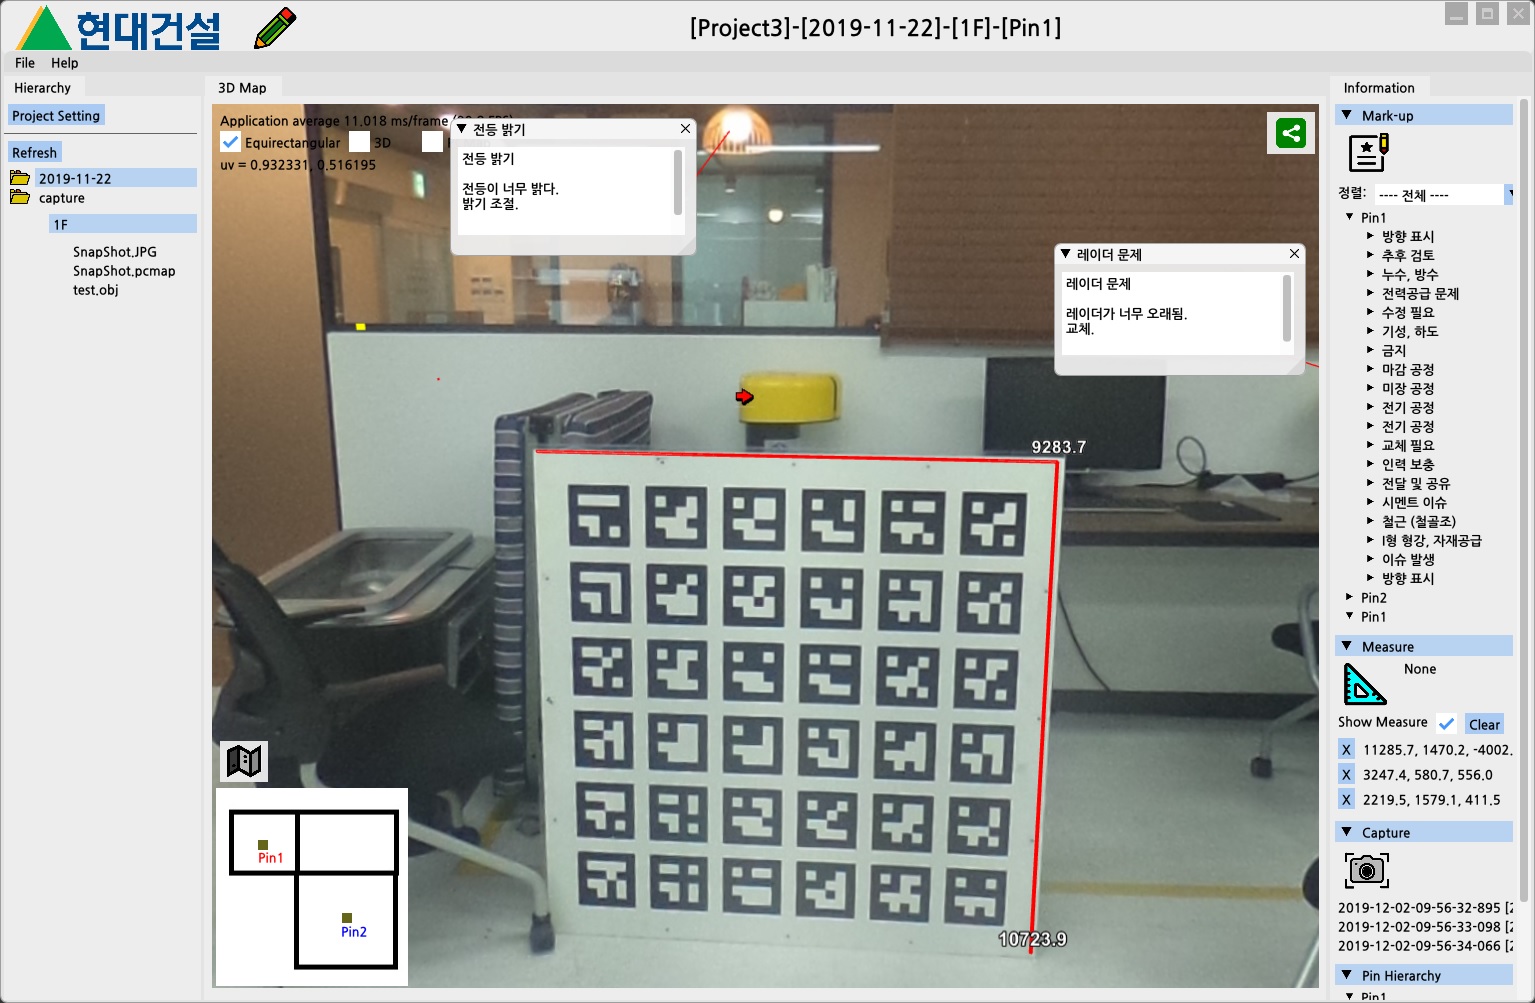 현대건설
[Project3]-[2019-11-22]-[1F]-[Pin1]
File Help
Hierarchy
Project Setting
Refresh
2019-11-22
capture
1F
SnapShot.JPG
SnapShot.pcmap
test.obj
3D Map
Application average 11.018 ms/frame
Equirectangular 3D
uv = 0.932331, 0.516195
전등 밝기
전등 밝기
전등이 너무 밝다.
밝기 조절.
레이더 문제
레이더 문제
레이더가 너무 오래됨.
교체.
9283.7
10723.9
Pin1
Pin2
Information
Mark-up
정렬: ---- 전체 ----
Pin1
방향 표시
추후 검토
누수, 방수
전력공급 문제
수정 필요
기성, 하도
금지
마감 공정
미장 공정
전기 공정
전기 공정
교체 필요
인력 보충
전달 및 공유
시멘트 이슈
철근 (철골조)
I형 형강, 자재공급
이슈 발생
방향 표시
Pin2
Pin1
Measure
None
Show Measure Clear
X 11285.7, 1470.2, -4002.
X 3247.4, 580.7, 556.0
X 2219.5, 1579.1, 411.5
Capture
2019-12-02-09-56-32-895 [2
2019-12-02-09-56-33-098 [2
2019-12-02-09-56-34-066 [2
Pin Hierarchy
Pin1